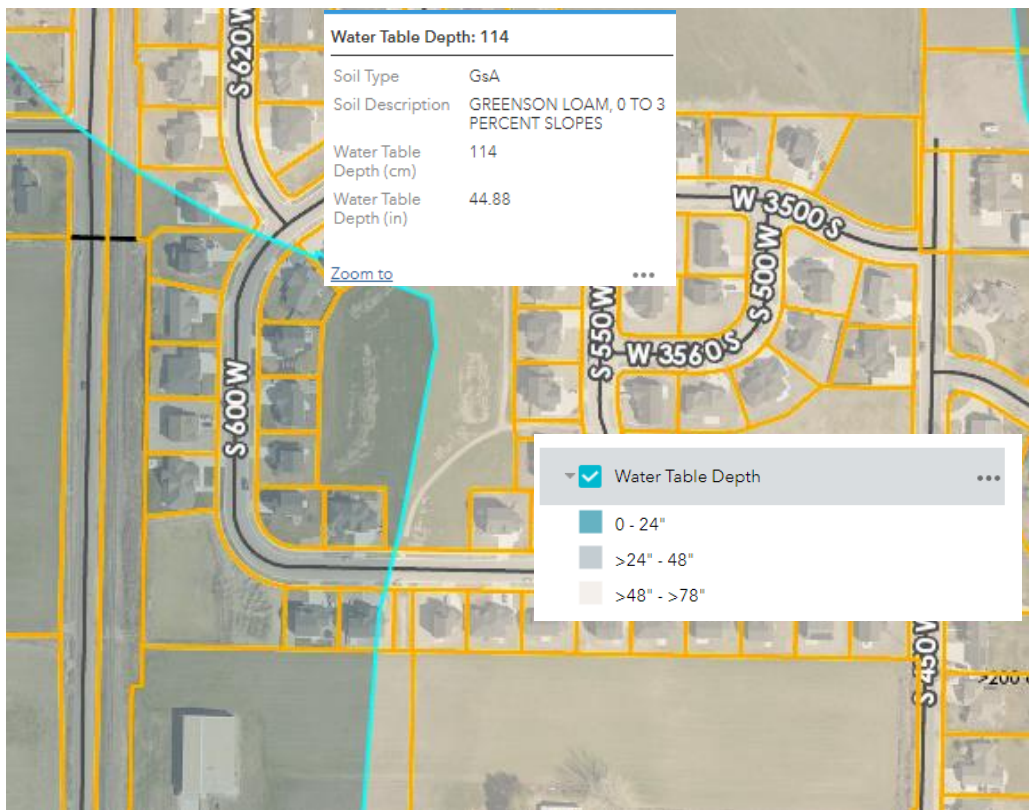 S 620 W
Water Table Depth: 114
Soil Type GsA
Soil Description GREENSON LOAM, 0 TO 3
PERCENT SLOPES
Water Table 114
Depth (cm)
Water Table 44.88
Depth (in)
Zoom to
W 3500 S
S 500 W
S 550 W
W 3560 S
S 600 W
Water Table Depth
0 - 24"
>24" - 48"
>48" - >78"
S 450 W